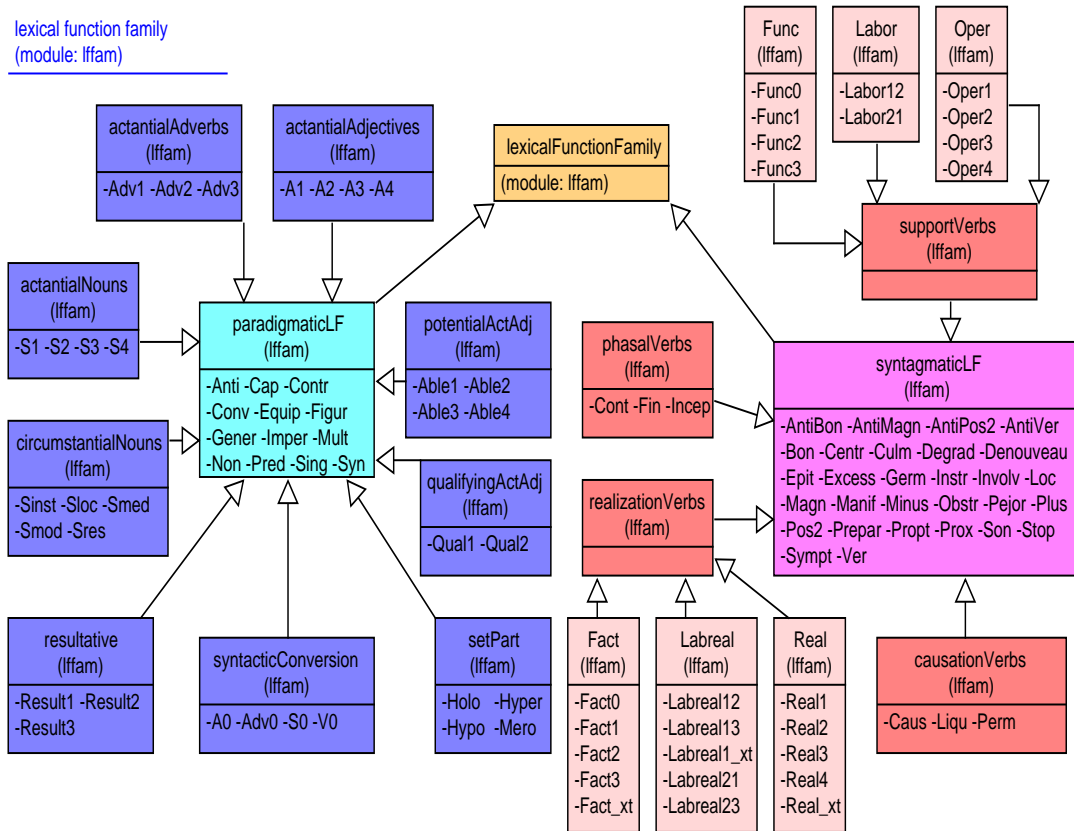 lexical function family
(module: lffam)
Func
(lffam)
-Func0
-Func1
-Func2
-Func3
Labor
(lffam)
-Labor12
-Labor21
Oper
(lffam)
-Oper1
-Oper2
-Oper3
-Oper4
actantialAdverbs
(lffam)
-Adv1 -Adv2 -Adv3
actantialAdjectives
(lffam)
-A1 -A2 -A3 -A4
lexicalFunctionFamily
(module: lffam)
supportVerbs
(lffam)
actantialNouns
(lffam)
-S1 -S2 -S3 -S4
paradigmaticLF
(lffam)
-Anti -Cap -Contr
-Conv -Equip -Figur
-Gener -Imper -Mult
-Non -Pred -Sing -Syn
potentialActAdj
(lffam)
-Able1 -Able2
-Able3 -Able4
phasalVerbs
(lffam)
-Cont -Fin -Incep
syntagmaticLF
(lffam)
-AntiBon -AntiMagn -AntiPos2 -AntiVer
-Bon -Centr -Culm -Degrad -Denouveau
-Epit -Excess -Germ -Instr -Involv -Loc
-Magn -Manif -Minus -Obstr -Pejor -Plus
-Pos2 -Prepar -Propt -Prox -Son -Stop
-Sympt -Ver
circumstantialNouns
(lffam)
-Sinst -Sloc -Smed
-Smod -Sres
qualifyingActAdj
(lffam)
-Qual1 -Qual2
realizationVerbs
(lffam)
resultative
(lffam)
-Result1 -Result2
-Result3
syntacticConversion
(lffam)
-A0 -Adv0 -S0 -V0
setPart
(lffam)
-Holo -Hyper
-Hypo -Mero
Fact
(lffam)
-Fact0
-Fact1
-Fact2
-Fact3
-Fact_xt
Labreal
(lffam)
-Labreal12
-Labreal13
-Labreal1_xt
-Labreal21
-Labreal23
Real
(lffam)
-Real1
-Real2
-Real3
-Real4
-Real_xt
causationVerbs
(lffam)
-Caus -Liqu -Perm